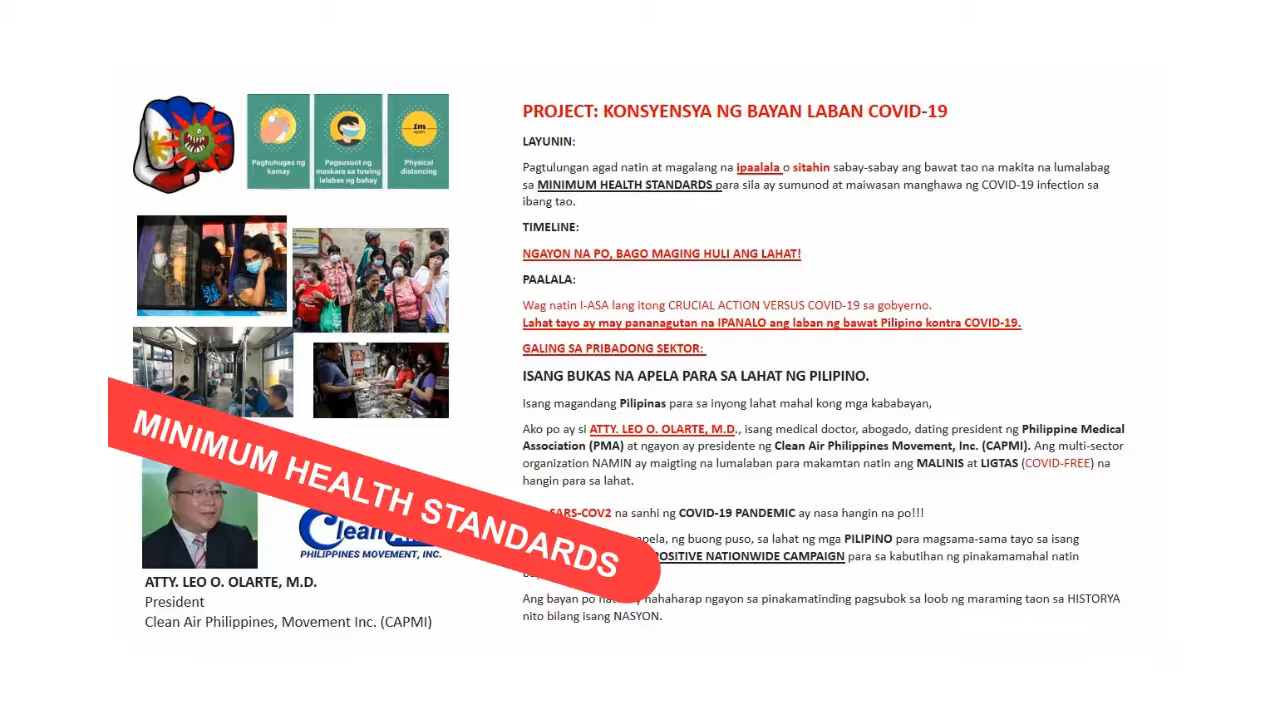 Paghuhugas ng
kamay
Pagsusuot ng
maskara sa tuwing
lalabas ng bahay
1m
apart
Physical
distancing
MINIMUM HEALTH STANDARDS
Clean Air
PHILIPPINES MOVEMENT, INC.
ATTY. LEO O. OLARTE, M.D.
President
Clean Air Philippines, Movement Inc. (CAPMI)
PROJECT: KONSYENSYA NG BAYAN LABAN COVID-19
LAYUNIN:
Pagtulungan agad natin at magalang na ipaalala o sitahin sabay-sabay ang bawat tao na makita na lumalabag
sa MINIMUM HEALTH STANDARDS para sila ay sumunod at maiwasan manghawa ng COVID-19 infection sa
ibang tao.
TIMELINE:
NGAYON NA PO, BAGO MAGING HULI ANG LAHAT!
PAALALA:
Wag natin I-ASA lang itong CRUCIAL ACTION VERSUS COVID-19 sa gobyerno.
Lahat tayo ay may pananagutan na IPANALO ang laban ng bawat Pilipino kontra COVID-19.
GALING SA PRIBADONG SEKTOR:
ISANG BUKAS NA APELA PARA SA LAHAT NG PILIPINO.
Isang magandang Pilipinas para sa inyong lahat mahal kong mga kababayan,
Ako po ay si ATTY. LEO O. OLARTE, M.D., isang medical doctor, abogado, dating president ng Philippine Medical
Association (PMA) at ngayon ay presidente ng Clean Air Philippines Movement, Inc. (CAPMI). Ang multi-sector
organization NAMIN ay maigting na lumalaban para makamtan natin ang MALINIS at LIGTAS (COVID-FREE) na
hangin para sa lahat.
SARS-COV2 na sanhi ng COVID-19 PANDEMIC ay nasa hangin na po!!!
apela, ng buong puso, sa lahat ng mga PILIPINO para magsama-sama tayo sa isang
POSITIVE NATIONWIDE CAMPAIGN para sa kabutihan ng pinakamamahal natin
Ang bayan po nahaharap ngayon sa pinakamatinding pagsubok sa loob ng maraming taon sa HISTORYA
nito bilang isang NASYON.